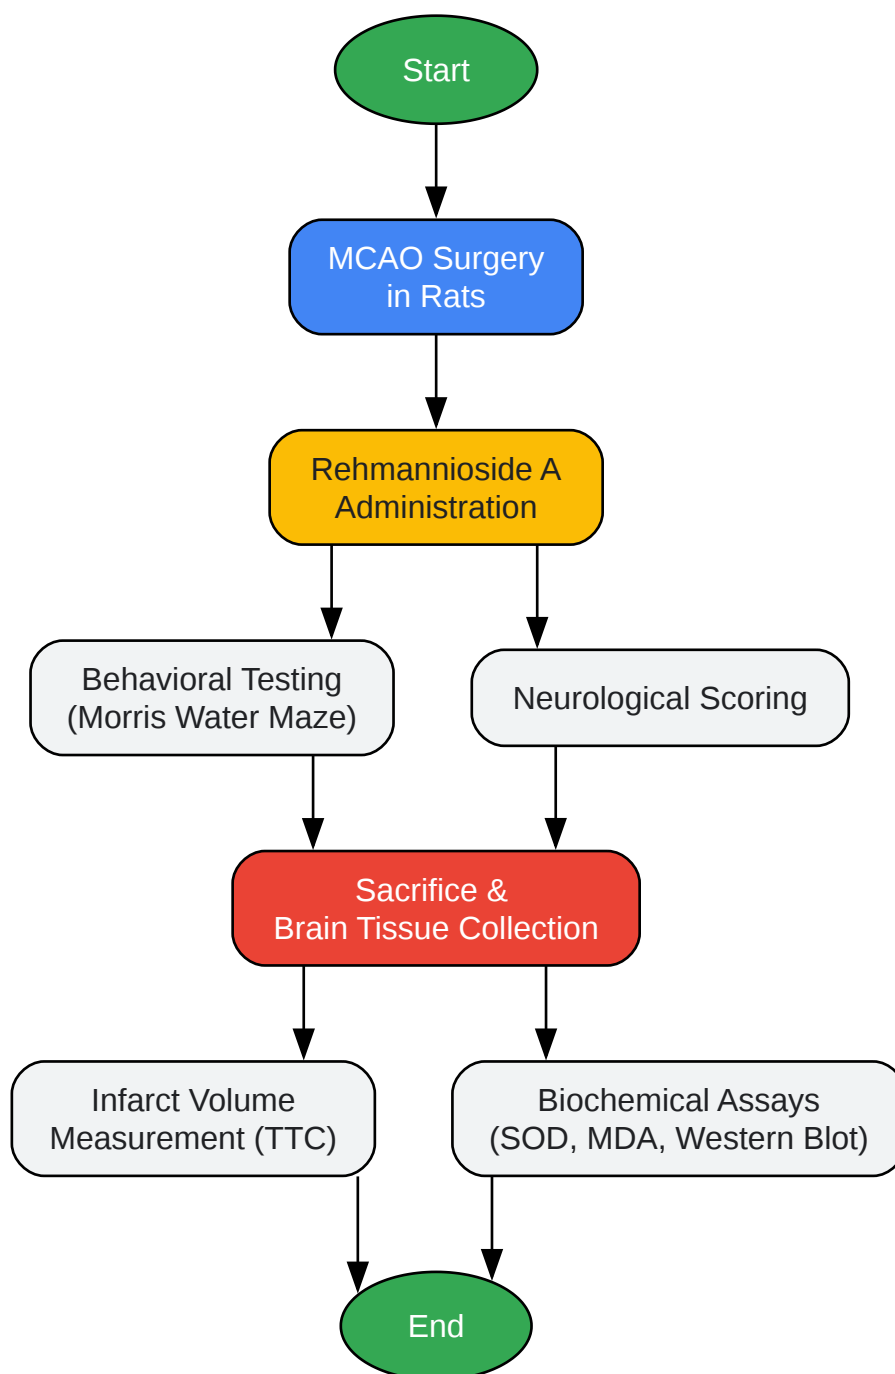 Start
MCAO Surgery
in Rats
Rehmannioside A
Administration
Behavioral Testing
(Morris Water Maze)
Neurological Scoring
Sacrifice &
Brain Tissue Collection
Infarct Volume
Measurement (TTC)
Biochemical Assays
(SOD, MDA, Western Blot)
End